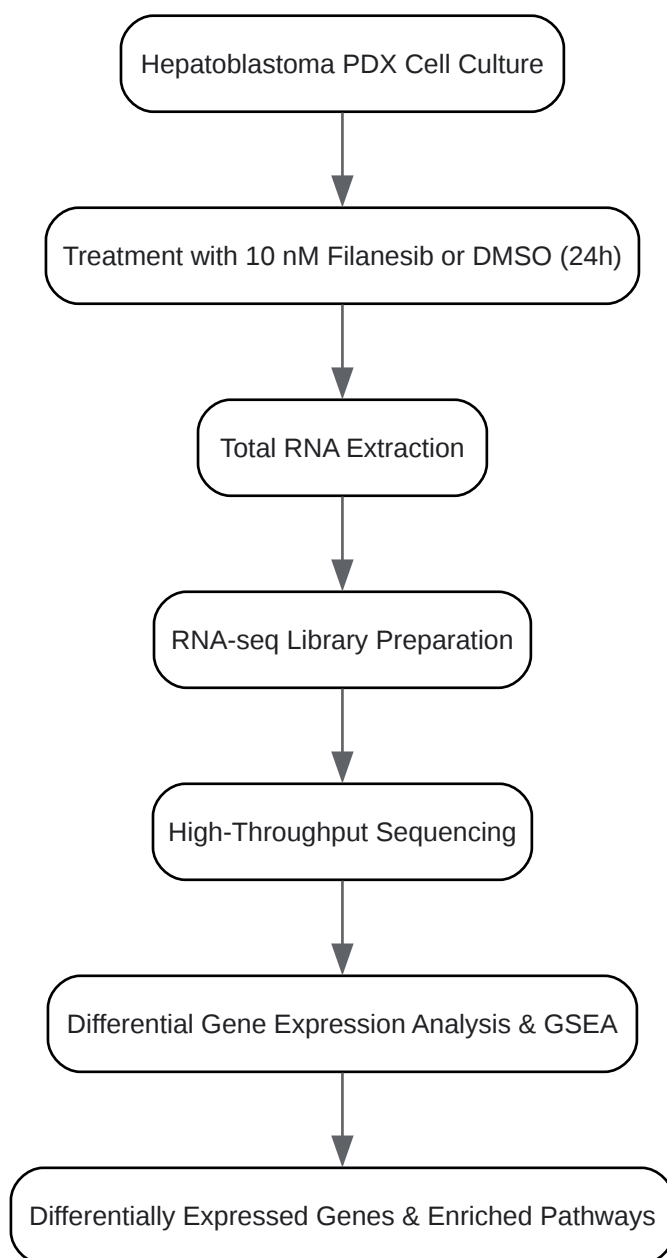 Hepatoblastoma PDX Cell Culture
Treatment with 10 nM Filanesib or DMSO (24h)
Total RNA Extraction
RNA-seq Library Preparation
High-Throughput Sequencing
Differential Gene Expression Analysis & GSEA
Differentially Expressed Genes & Enriched Pathways